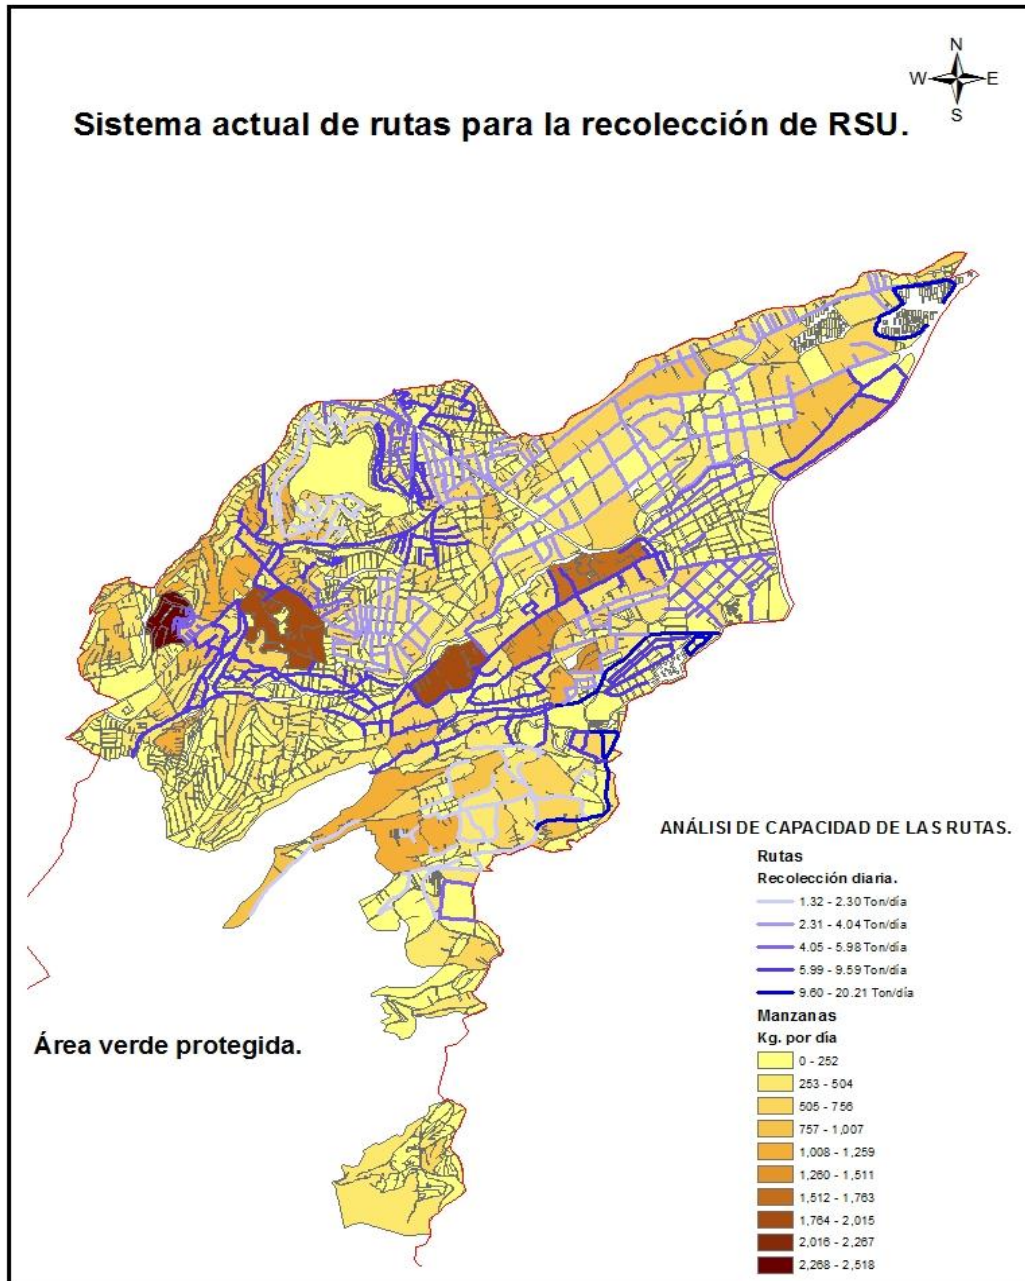 N
W E
S
Sistema actual de rutas para la recolección de RSU.
ANÁLISI DE CAPACIDAD DE LAS RUTAS.
Rutas
Recolección diaria.
1.32 - 2.30 Ton/día
2.31 - 4.04 Ton/día
4.05 - 5.98 Ton/día
5.99 - 9.59 Ton/día
9.60 - 20.21 Ton/día
Manzanas
Kg. por día
0 - 252
253 - 504
505 - 756
757 - 1,007
1,008 - 1,259
1,260 - 1,511
1,512 - 1,763
1,764 - 2,015
2,016 - 2,267
2,268 - 2,518
Área verde protegida.